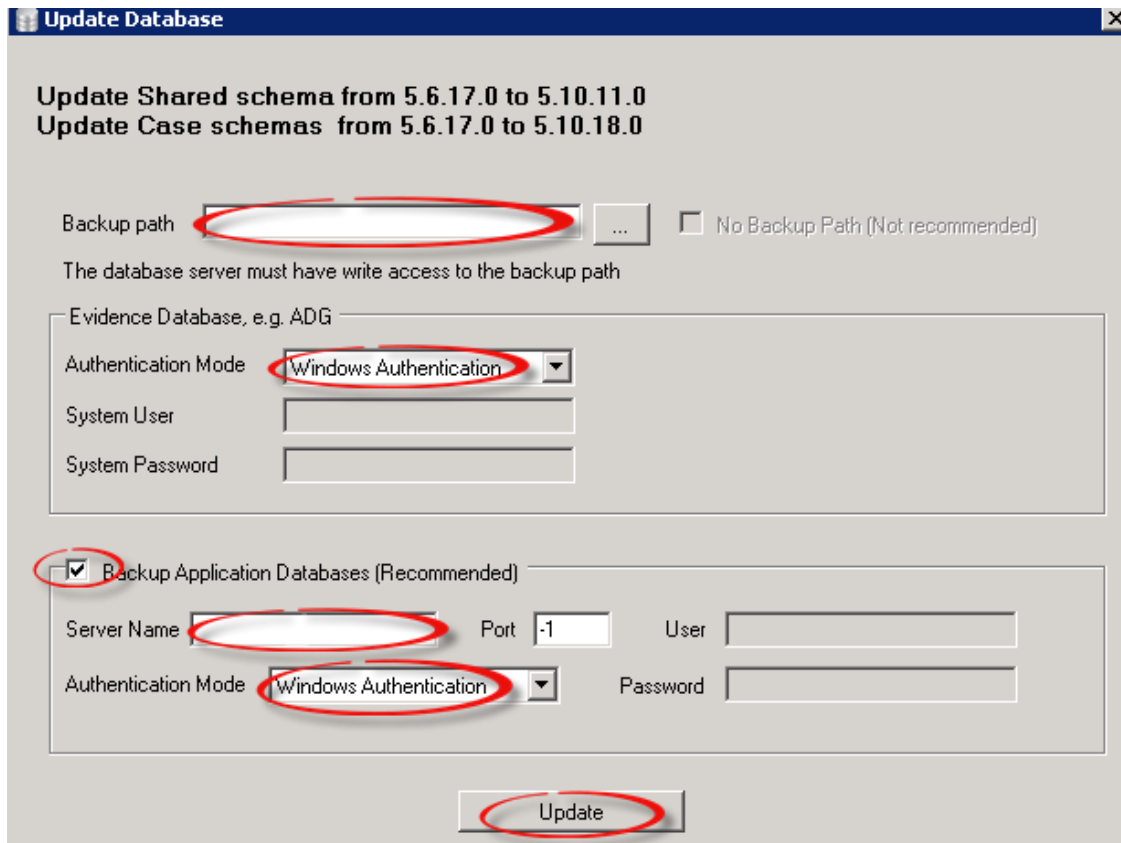 Update Database
Update Shared schema from 5.6.17.0 to 5.10.11.0
Update Case schemas from 5.6.17.0 to 5.10.18.0
Backup path ... No Backup Path (Not recommended)
The database server must have write access to the backup path
Evidence Database, e.g. ADG
Authentication Mode Windows Authentication
System User
System Password
Backup Application Databases (Recommended)
Server Name Port -1 User
Authentication Mode Windows Authentication Password
Update